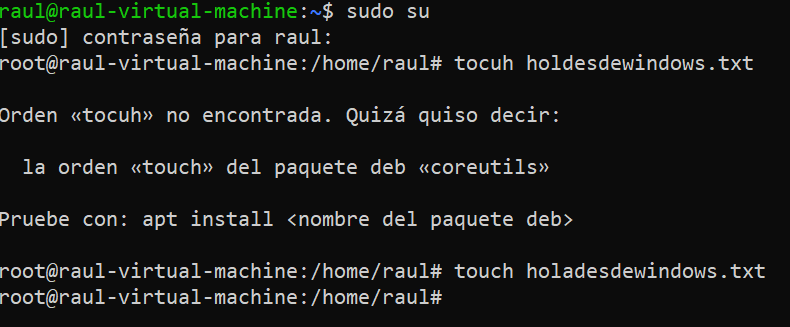 raul@raul-virtual-machine:~$ sudo su
[sudo] contraseña para raul:
root@raul-virtual-machine:/home/raul# tocuh holdesdewindows.txt
Orden «tocuh» no encontrada. Quizá quiso decir:
la orden «touch» del paquete deb «coreutils»
Pruebe con: apt install <nombre del paquete deb>
root@raul-virtual-machine:/home/raul# touch holadesdewindows.txt
root@raul-virtual-machine:/home/raul#